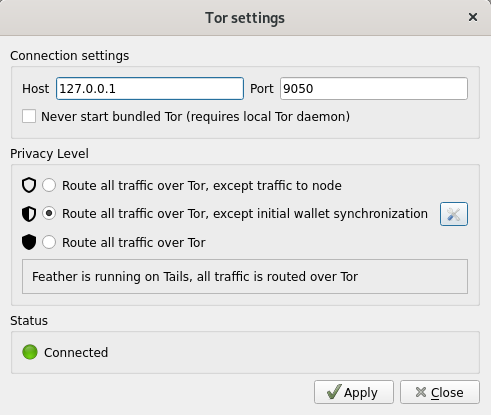 Tor settings
Connection settings
Host 127.0.0.1 Port 9050
Never start bundled Tor (requires local Tor daemon)
Privacy Level
Route all traffic over Tor, except traffic to node
Route all traffic over Tor, except initial wallet synchronization
Route all traffic over Tor
Feather is running on Tails, all traffic is routed over Tor
Status
Connected
Apply Close